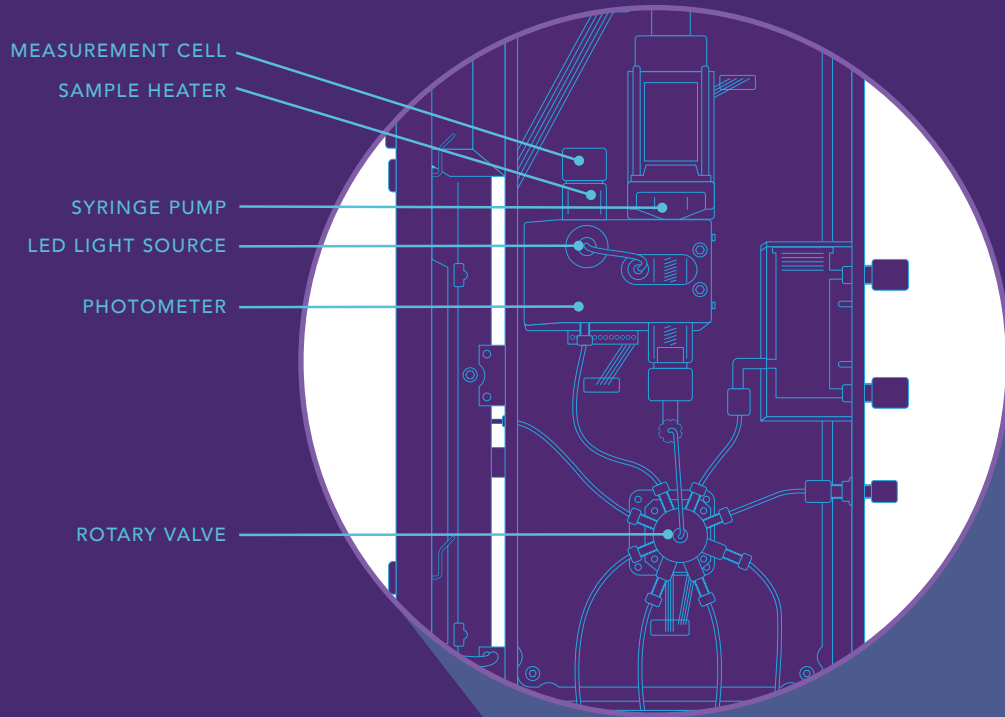 MEASUREMENT CELL
SAMPLE HEATER
SYRINGE PUMP
LED LIGHT SOURCE
PHOTOMETER
ROTARY VALVE